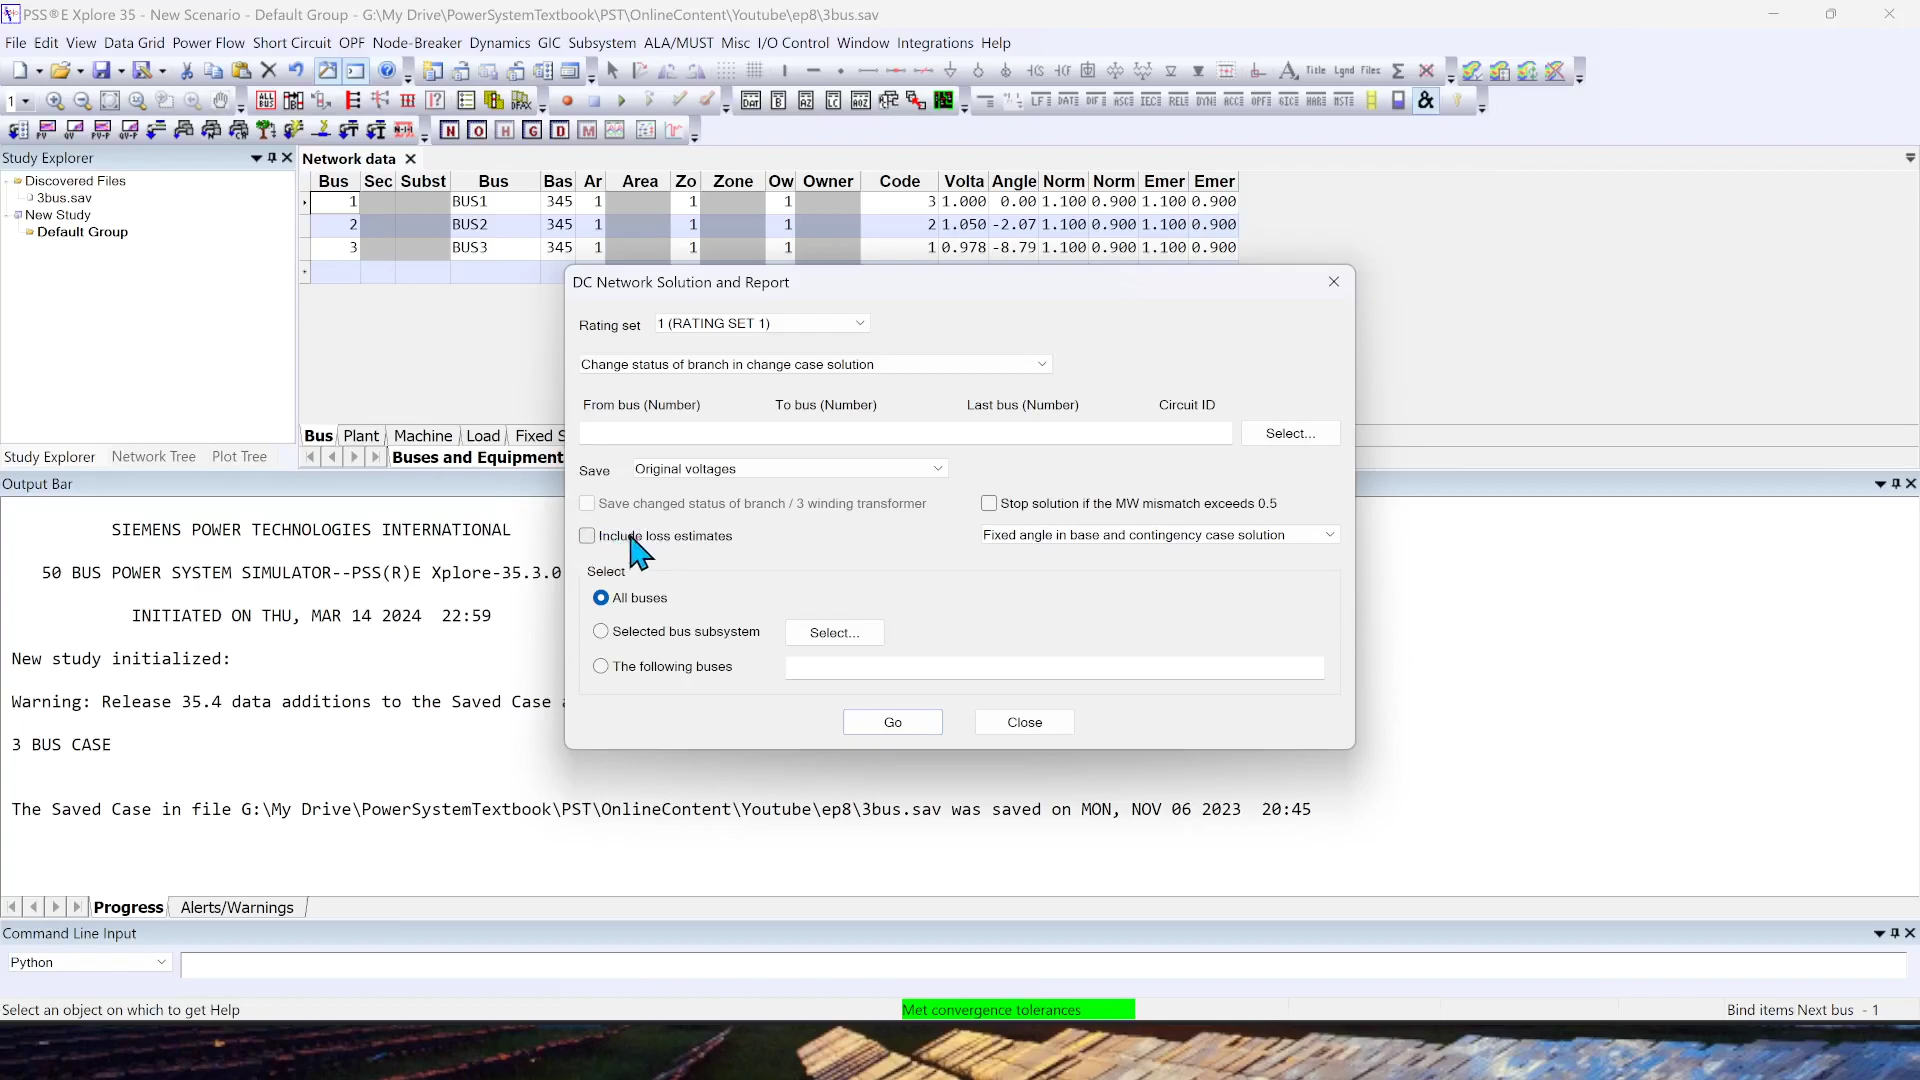 PSS®E Xplore 35 - New Scenario - Default Group - G:\My Drive\PowerSystemTextbook\PST\OnlineContent\Youtube\ep8\3bus.sav
File Edit View Data Grid Power Flow Short Circuit OPF Node-Breaker Dynamics GIC Subsystem ALA/MUST Misc I/O Control Window Integrations Help
Study Explorer
Discovered Files
3bus.sav
New Study
Default Group
Study Explorer Network Tree Plot Tree
Network data
Bus Sec Subst Bus Bas Ar Area Zo Zone Ow Owner Code Volta Angle Norm Norm Emer Emer
1 BUS1 345 1 1 1 3 1.000 0.00 1.100 0.900 1.100 0.900
2 BUS2 345 1 1 1 2 1.050 -2.07 1.100 0.900 1.100 0.900
3 BUS3 345 1 1 1 1 0.978 -8.79 1.100 0.900 1.100 0.900
Bus Plant Machine Load Fixed S
Buses and Equipment
DC Network Solution and Report
Rating set 1 (RATING SET 1)
Change status of branch in change case solution
From bus (Number) To bus (Number) Last bus (Number) Circuit ID
Select...
Save Original voltages
Save changed status of branch / 3 winding transformer
Stop solution if the MW mismatch exceeds 0.5
Include loss estimates
Fixed angle in base and contingency case solution
Select
All buses
Selected bus subsystem Select...
The following buses
Go Close
Output Bar
SIEMENS POWER TECHNOLOGIES INTERNATIONAL
50 BUS POWER SYSTEM SIMULATOR--PSS(R)E Xplore-35.3.0
INITIATED ON THU, MAR 14 2024 22:59
New study initialized:
Warning: Release 35.4 data additions to the Saved Case
3 BUS CASE
The Saved Case in file G:\My Drive\PowerSystemTextbook\PST\OnlineContent\Youtube\ep8\3bus.sav was saved on MON, NOV 06 2023 20:45
Progress Alerts/Warnings
Command Line Input
Python
Select an object on which to get Help
Met convergence tolerances
Bind items Next bus - 1